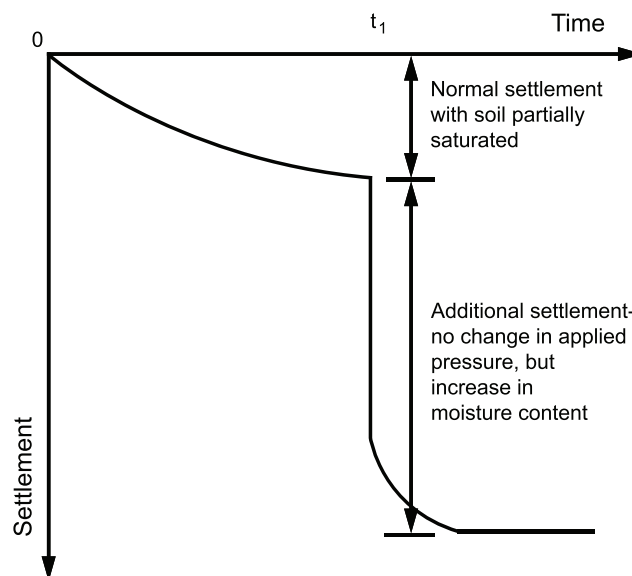 0
t1
Time
Normal settlement
with soil partially
saturated
Additional settlement-
no change in applied
pressure, but
increase in
moisture content
Settlement